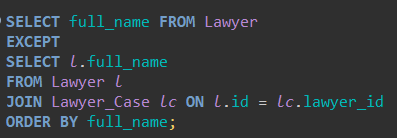 SELECT full_name FROM Lawyer
EXCEPT
SELECT l.full_name
FROM Lawyer l
JOIN Lawyer_Case lc ON l.id = lc.lawyer_id
ORDER BY full_name;